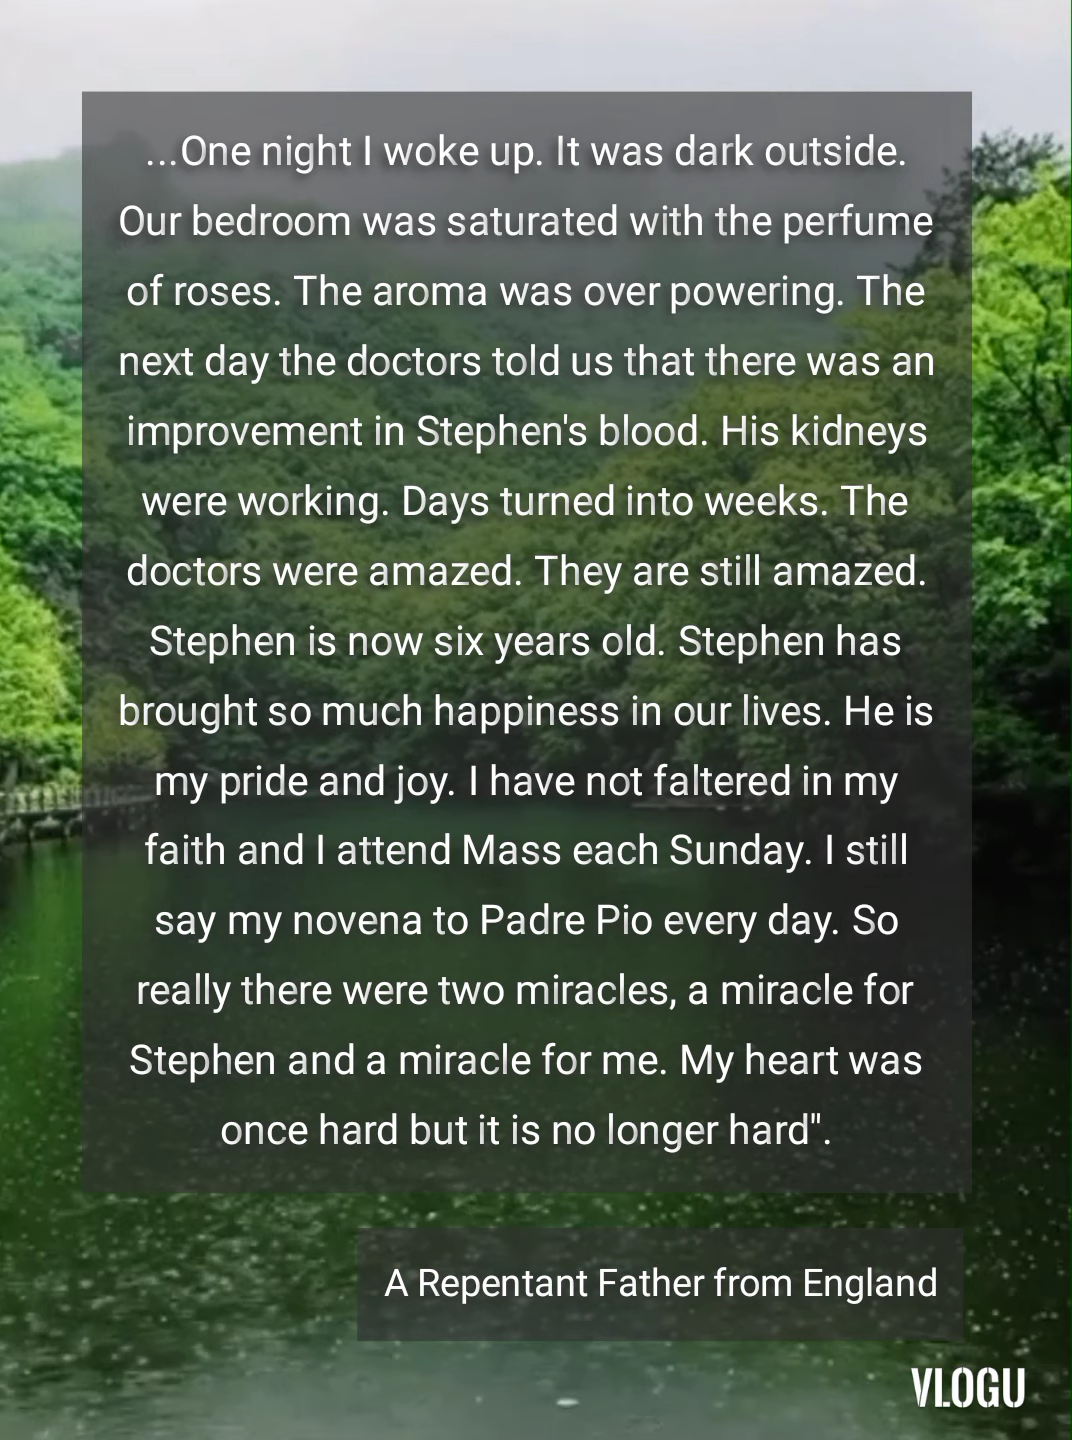 ...One night I woke up. It was dark outside.
Our bedroom was saturated with the perfume
of roses. The aroma was over powering. The
next day the doctors told us that there was an
improvement in Stephen's blood. His kidneys
were working. Days turned into weeks. The
doctors were amazed. They are still amazed.
Stephen is now six years old. Stephen has
brought so much happiness in our lives. He is
my pride and joy. I have not faltered in my
faith and I attend Mass each Sunday. I still
say my novena to Padre Pio every day. So
really there were two miracles, a miracle for
Stephen and a miracle for me. My heart was
once hard but it is no longer hard".
A Repentant Father from England
VLOGU